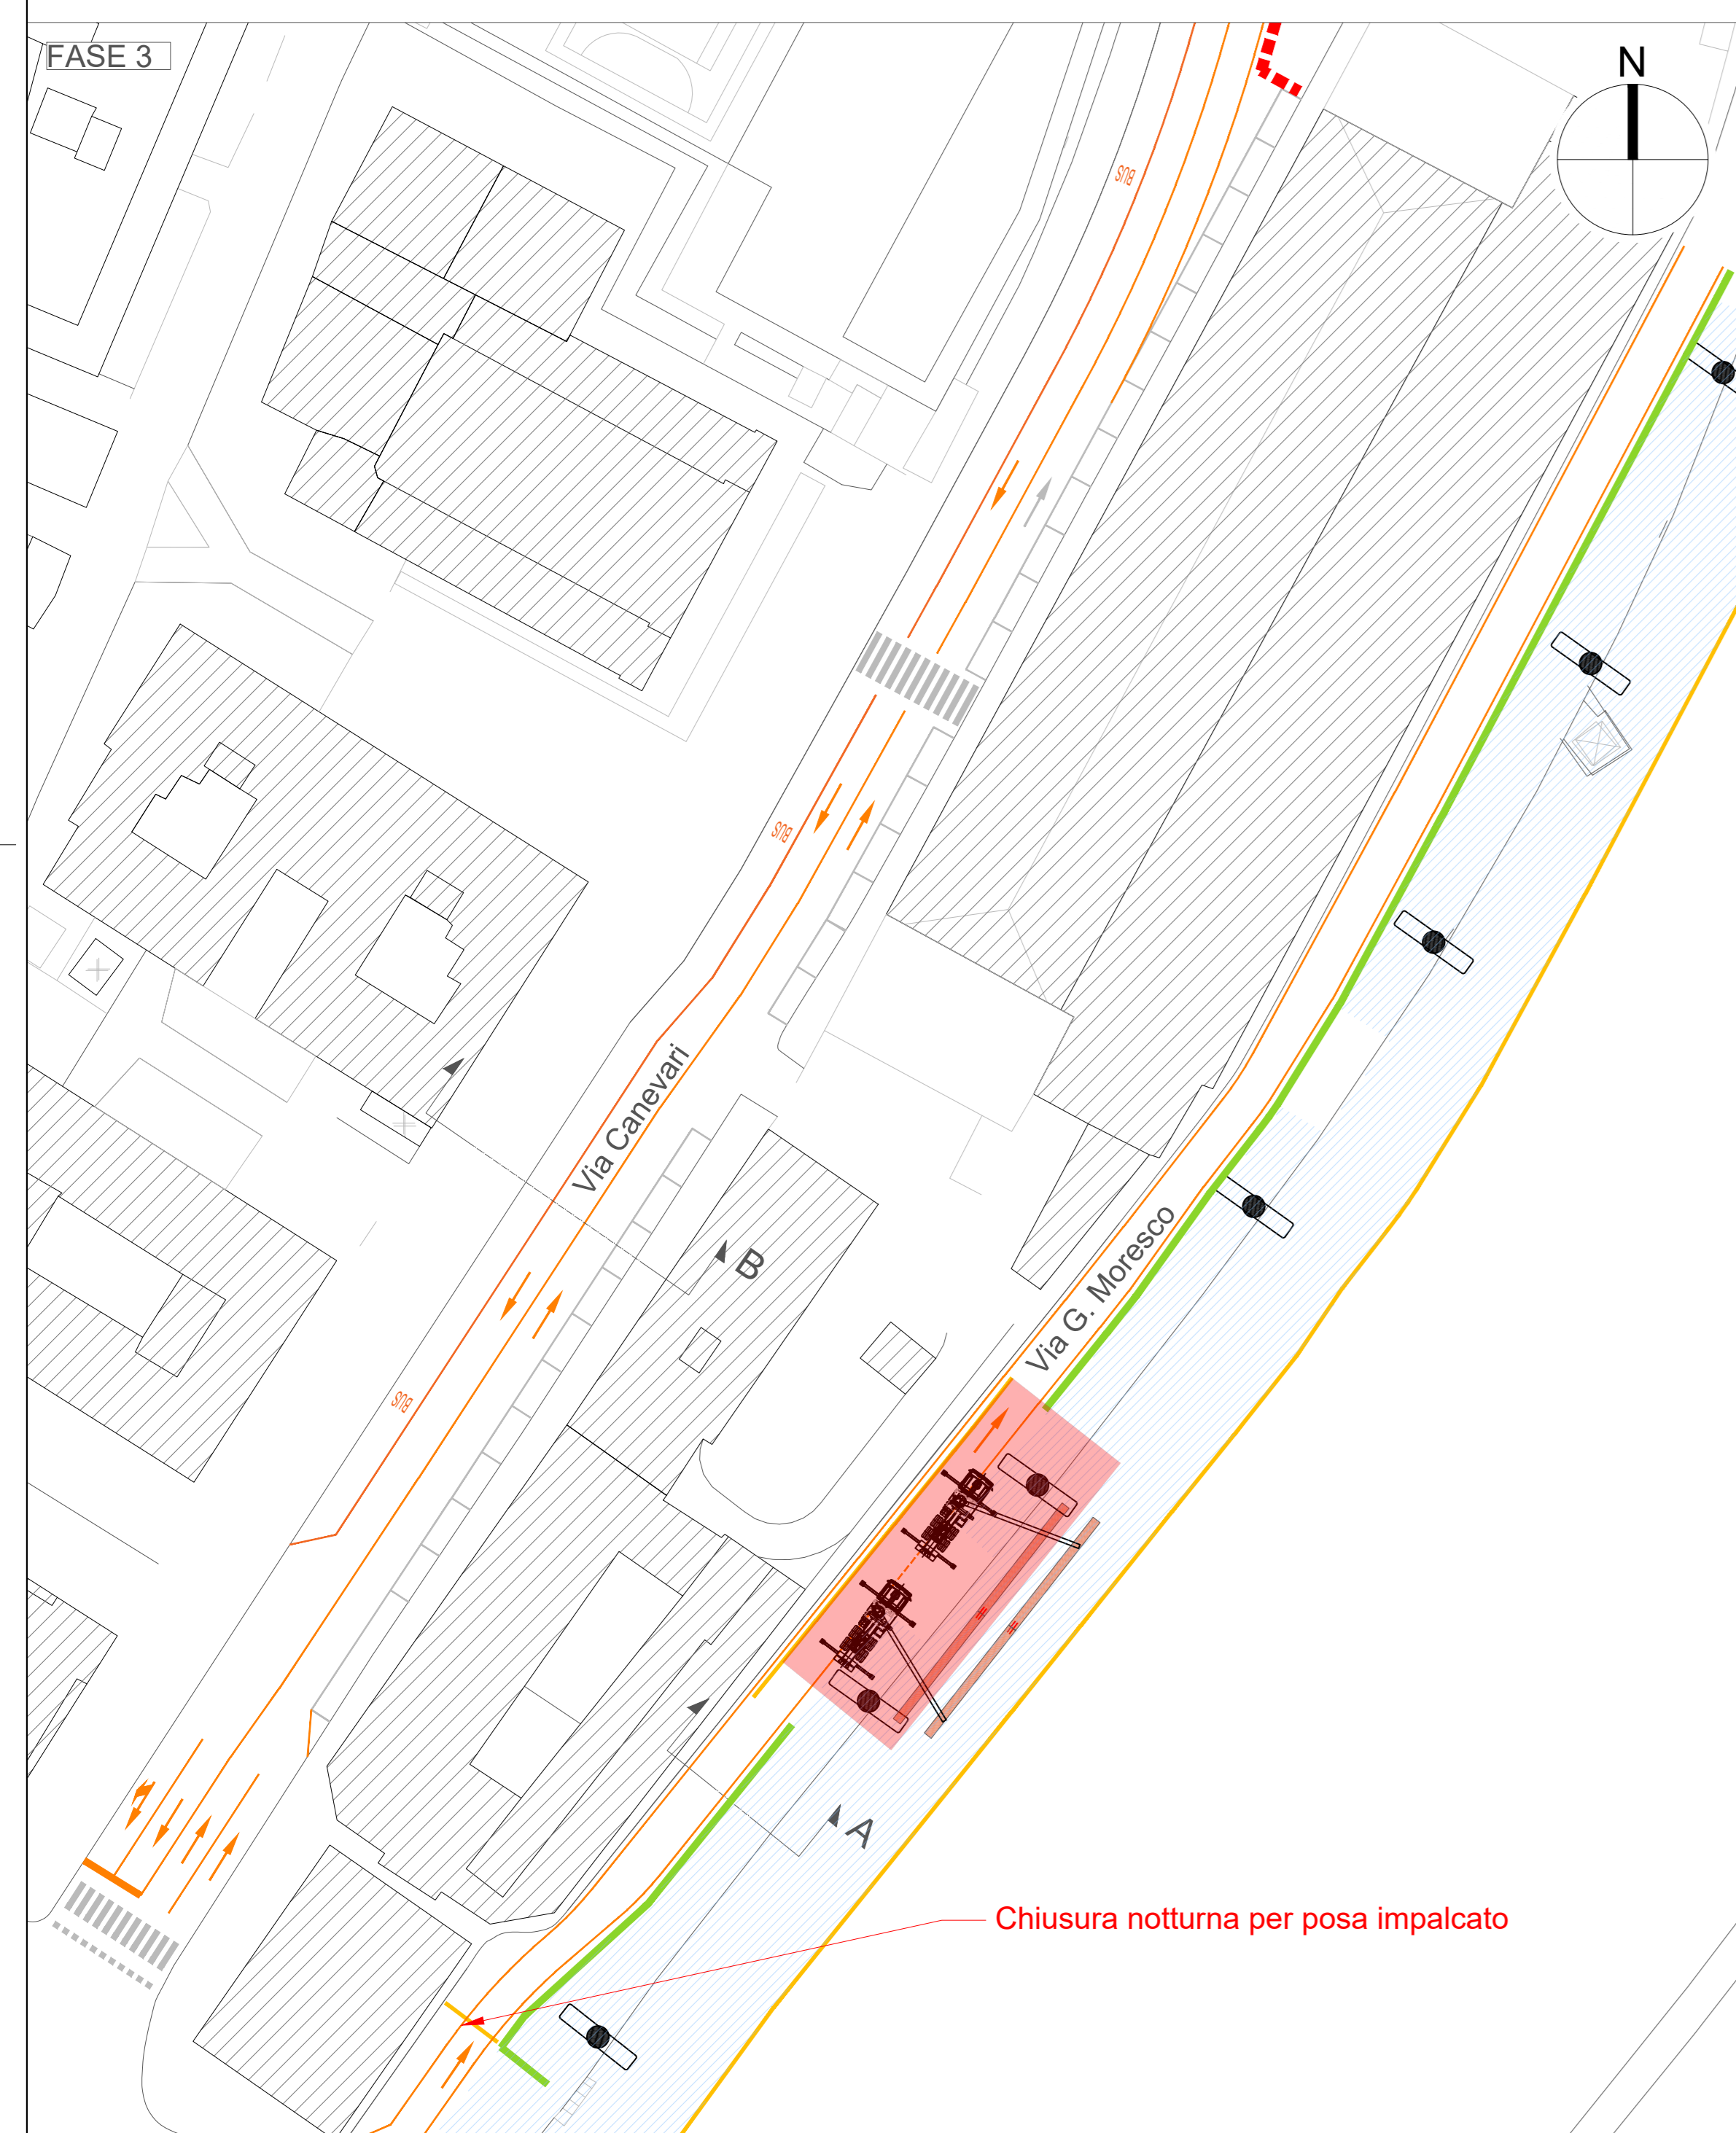 FASE 3
N
BUS
BUS
Via Canevari
B
Via G. Moresco
BUS
A
Chiusura notturna per posa impalcato